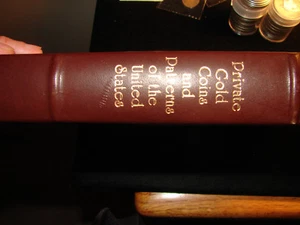 Private
Gold
Coins
and
Patterns
of the
United
States